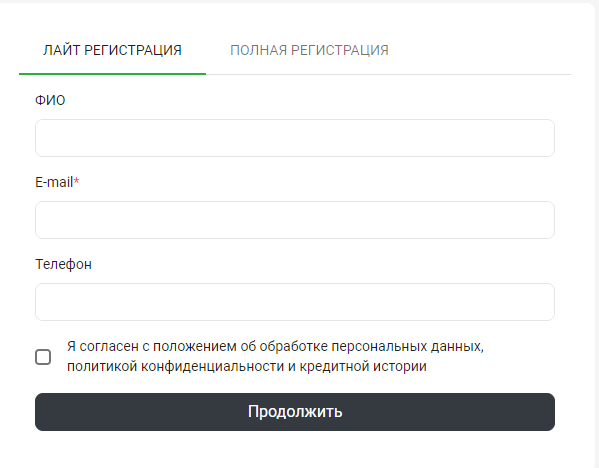 ЛАЙТ РЕГИСТРАЦИЯ ПОЛНАЯ РЕГИСТРАЦИЯ
ФИО
E-mail*
Телефон
Я согласен с положением об обработке персональных данных,
политикой конфиденциальности и кредитной истории
Продолжить